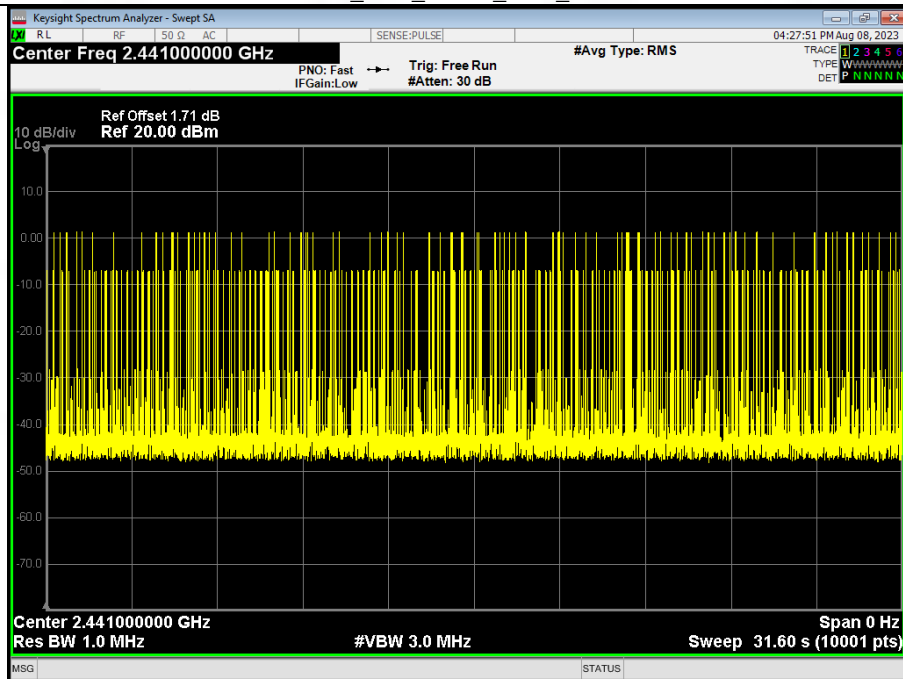 Keysight Spectrum Analyzer - Swept SA
LXI RL RF 50 Ω AC SENSE:PULSE 04:27:51 PM Aug 08, 2023
Center Freq 2.441000000 GHz #Avg Type: RMS TRACE 1 2 3 4 5 6
PNO: Fast Trig: Free Run TYPE WWWWWW
IFGain:Low #Atten: 30 dB DET P N N N N N
Ref Offset 1.71 dB
10 dB/div Ref 20.00 dBm
Log
10.0
0.00
-10.0
-20.0
-30.0
-40.0
-50.0
-60.0
-70.0
Center 2.441000000 GHz Span 0 Hz
Res BW 1.0 MHz #VBW 3.0 MHz Sweep 31.60 s (10001 pts)
MSG STATUS